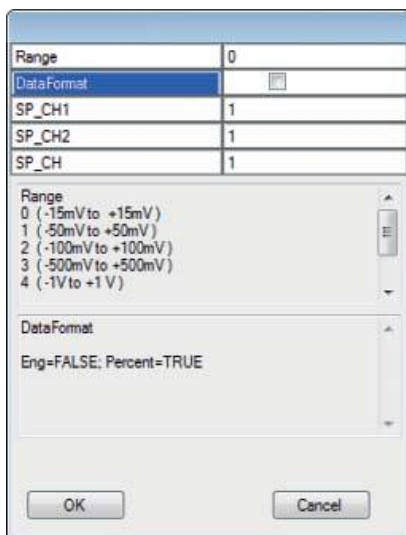 Range 0
DataFormat
SP_CH1 1
SP_CH2 1
SP_CH 1
Range
0 ( -15mV to +15mV )
1 ( -50mV to +50mV )
2 ( -100mV to +100mV )
3 ( -500mV to +500mV )
4 ( -1V to +1 V )
DataFormat
Eng=FALSE; Percent=TRUE
OK Cancel